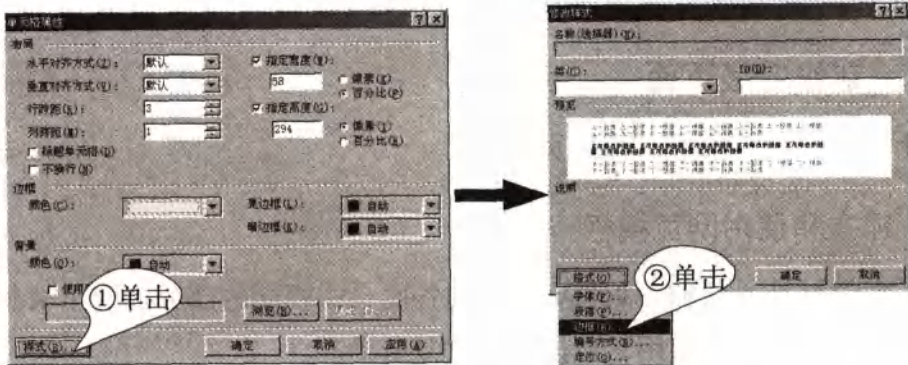 单元格属性
布局
水平对齐方式(Z): 默认 指定宽度(W):
垂直对齐方式(V): 默认 58 像素(X)
百分比(P)
行跨距(S): 3 指定高度(G):
列跨距(M): 1 294 像素(I)
百分比(R)
标题单元格(D)
不换行(N)
边框
颜色(C): 亮边框(L): 自动
暗边框(K): 自动
背景
颜色(O): 自动
浏览(B)...
①单击
样式(B)... 确定 取消 应用(A)
修改样式
名称(选择器)(N):
类(C): ID(D):
预览
说明
格式(O) 确定 取消
②单击
字体(F)...
段落(P)...
边框(B)...
编号方式(N)...
定位(O)...